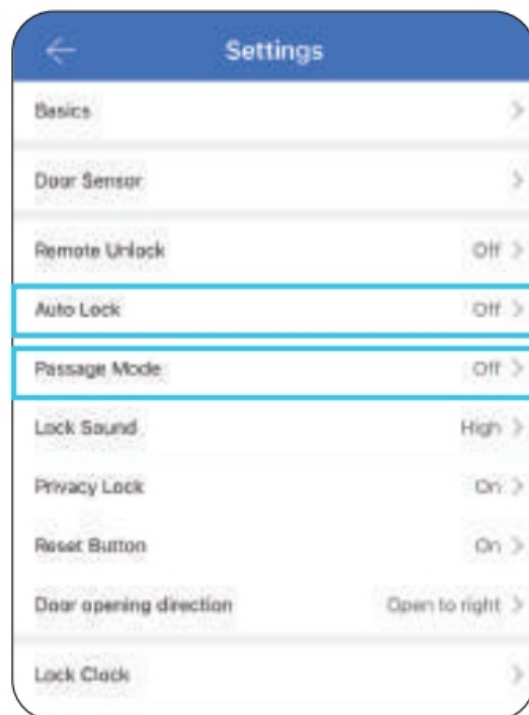 Settings
Basics
Door Sensor
Remote Unlock Off
Auto Lock Off
Passage Mode Off
Lock Sound High
Privacy Lock On
Reset Button On
Door opening direction Open to right
Lock Clock